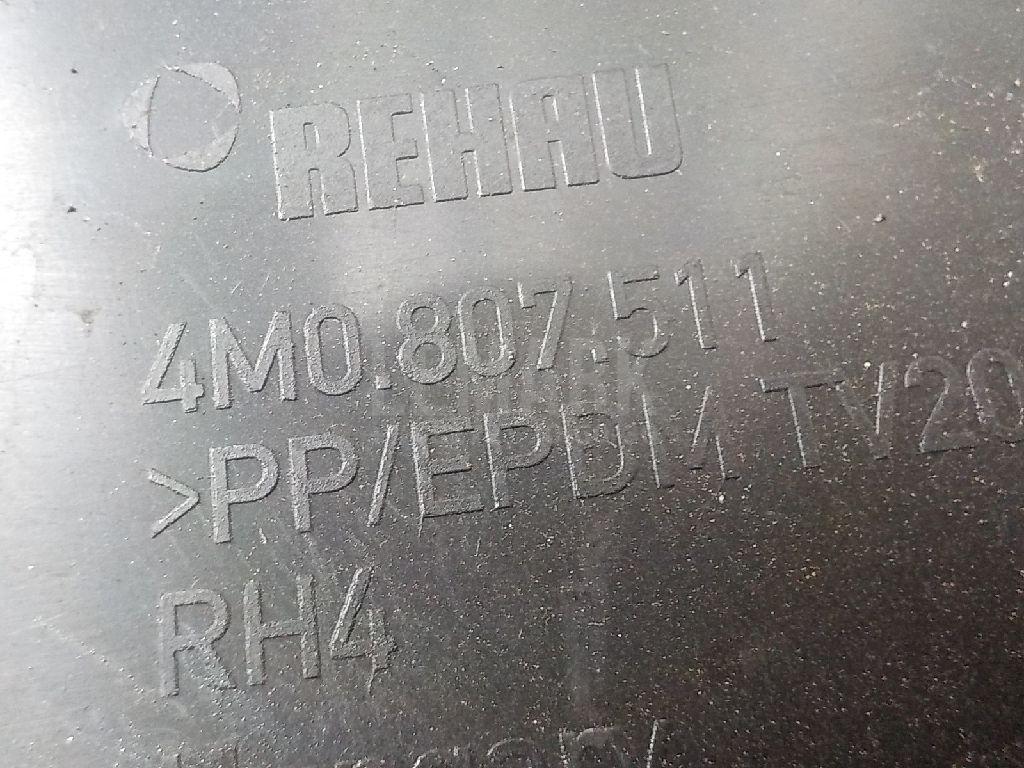 REHAU
4M0.807.511
>PP/EPDM TV20
RH4